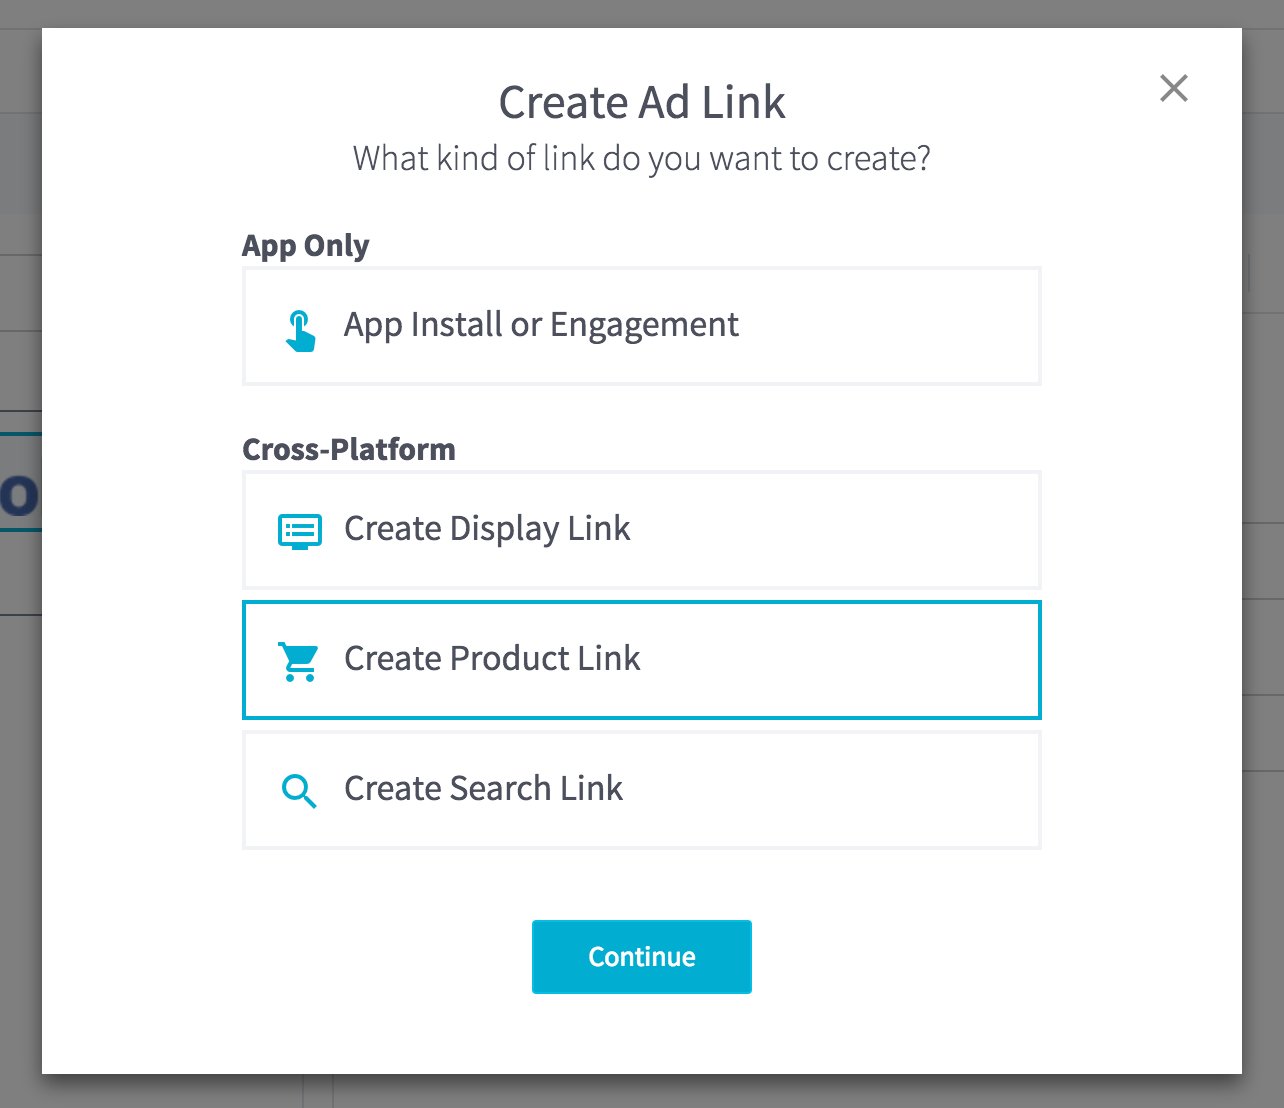 Create Ad Link
What kind of link do you want to create?
App Only
App Install or Engagement
Cross-Platform
Create Display Link
Create Product Link
Create Search Link
Continue